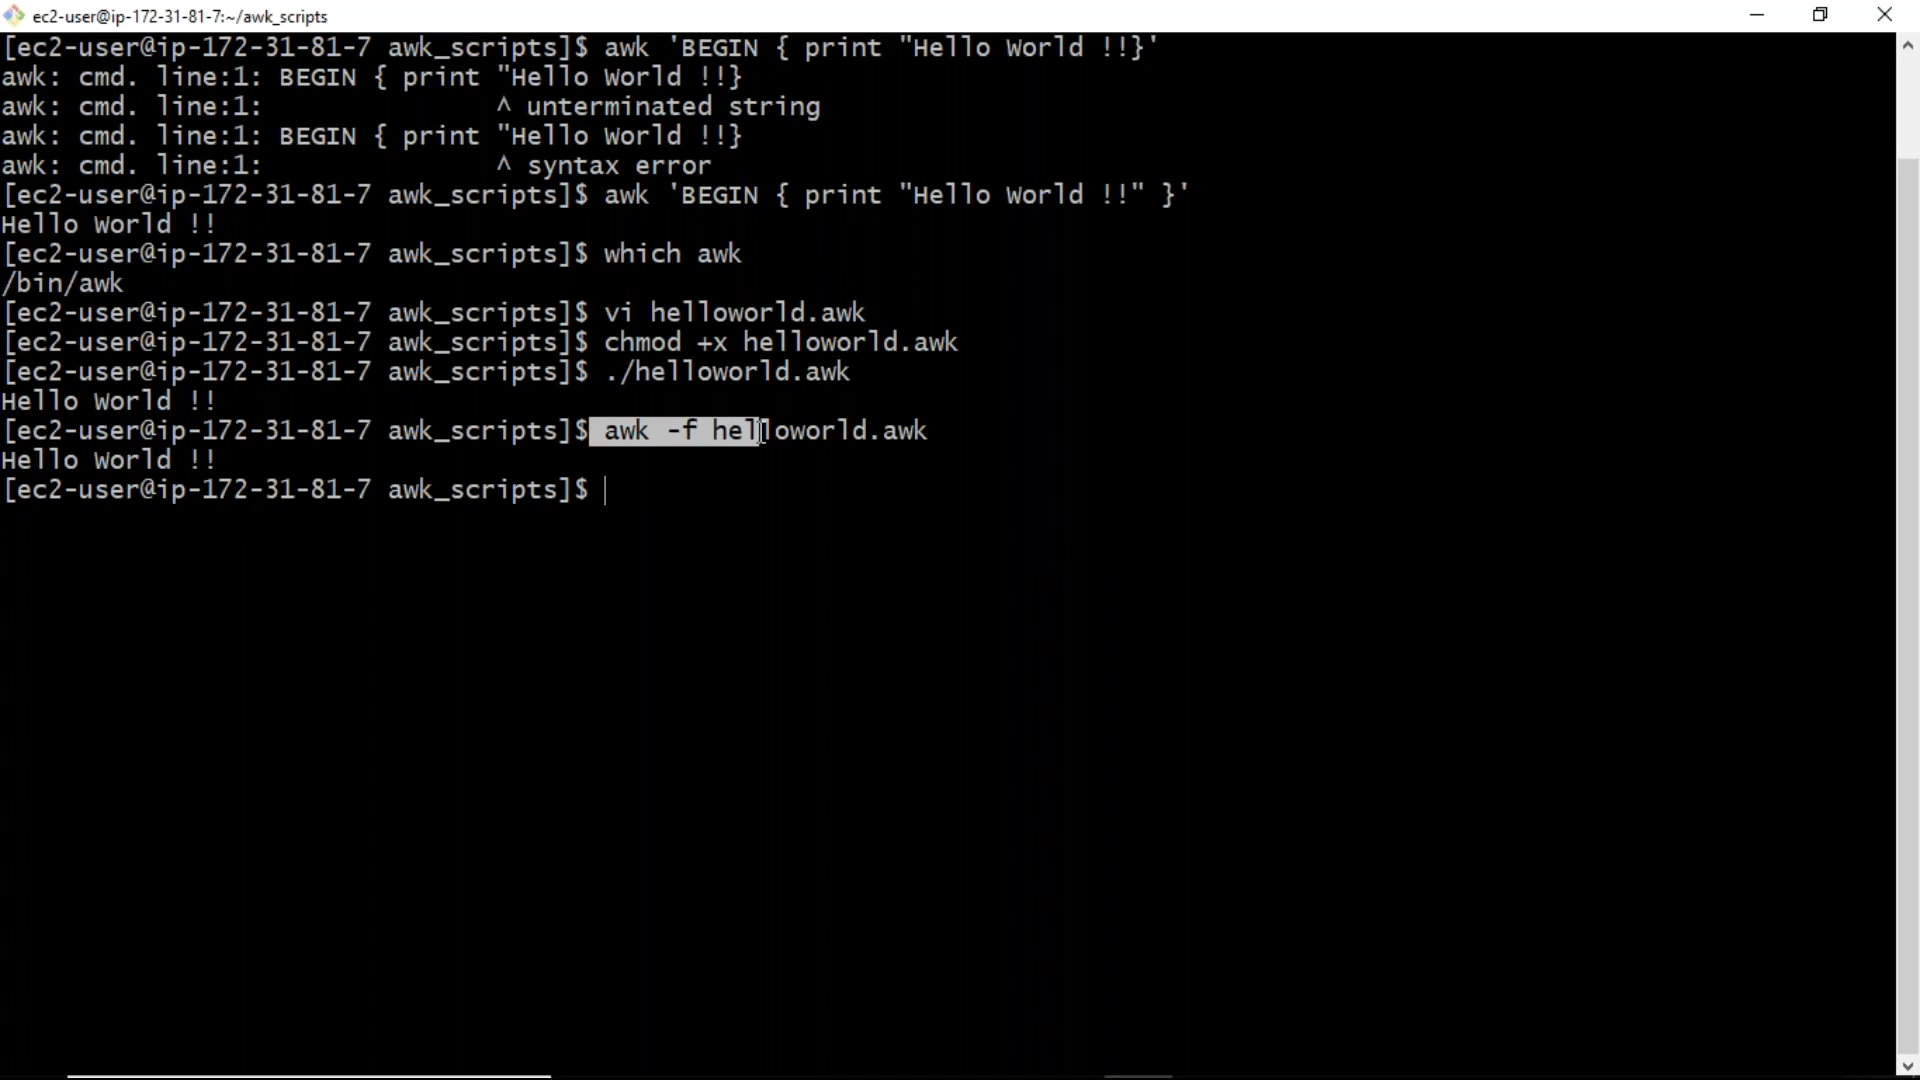 ec2-user@ip-172-31-81-7:~/awk_scripts
[ec2-user@ip-172-31-81-7 awk_scripts]$ awk 'BEGIN { print "Hello World !!}'
awk: cmd. line:1: BEGIN { print "Hello World !!}
awk: cmd. line:1:               ^ unterminated string
awk: cmd. line:1: BEGIN { print "Hello World !!}
awk: cmd. line:1:               ^ syntax error
[ec2-user@ip-172-31-81-7 awk_scripts]$ awk 'BEGIN { print "Hello World !!" }'
Hello World !!
[ec2-user@ip-172-31-81-7 awk_scripts]$ which awk
/bin/awk
[ec2-user@ip-172-31-81-7 awk_scripts]$ vi helloworld.awk
[ec2-user@ip-172-31-81-7 awk_scripts]$ chmod +x helloworld.awk
[ec2-user@ip-172-31-81-7 awk_scripts]$ ./helloworld.awk
Hello World !!
[ec2-user@ip-172-31-81-7 awk_scripts]$ awk -f helloworld.awk
Hello World !!
[ec2-user@ip-172-31-81-7 awk_scripts]$